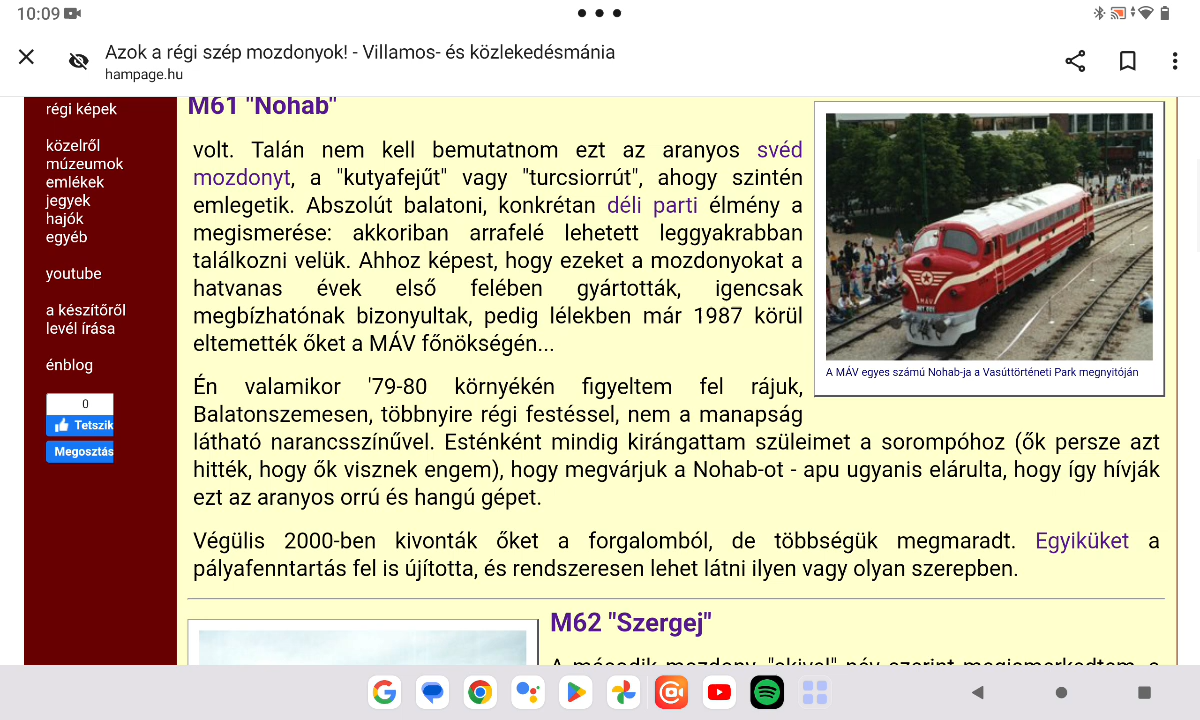 10:09
Azok a régi szép mozdonyok! - Villamos- és közlekedésmánia
hampage.hu
régi képek
közelről
múzeumok
emlékek
jegyek
hajók
egyéb
youtube
a készítőről
levél írása
énblog
0
Tetszik
Megosztás
M61 "Nohab"
volt. Talán nem kell bemutatnom ezt az aranyos svéd
mozdonyt, a "kutyafejűt" vagy "turcsiorrút", ahogy szintén
emlegetik. Abszolút balatoni, konkrétan déli parti élmény a
megismerése: akkoriban arrafelé lehetett leggyakrabban
találkozni velük. Ahhoz képest, hogy ezeket a mozdonyokat a
hatvanas évek első felében gyártották, igencsak
megbízhatónak bizonyultak, pedig lélekben már 1987 körül
eltemették őket a MÁV főnökségén...
A MÁV egyes számú Nohab-ja a Vasúttörténeti Park megnyitóján
Én valamikor '79-80 környékén figyeltem fel rájuk,
Balatonszemesen, többnyire régi festéssel, nem a manapság
látható narancsszínűvel. Esténként mindig kirángattam szüleimet a sorompóhoz (ők persze azt
hitték, hogy ők visznek engem), hogy megvárjuk a Nohab-ot - apu ugyanis elárulta, hogy így hívják
ezt az aranyos orrú és hangú gépet.
Végülis 2000-ben kivonták őket a forgalomból, de többségük megmaradt. Egyiküket a
pályafenntartás fel is újította, és rendszeresen lehet látni ilyen vagy olyan szerepben.
M62 "Szergej"
A második mozdony, "akivel" név szerint megismerkedtem, a